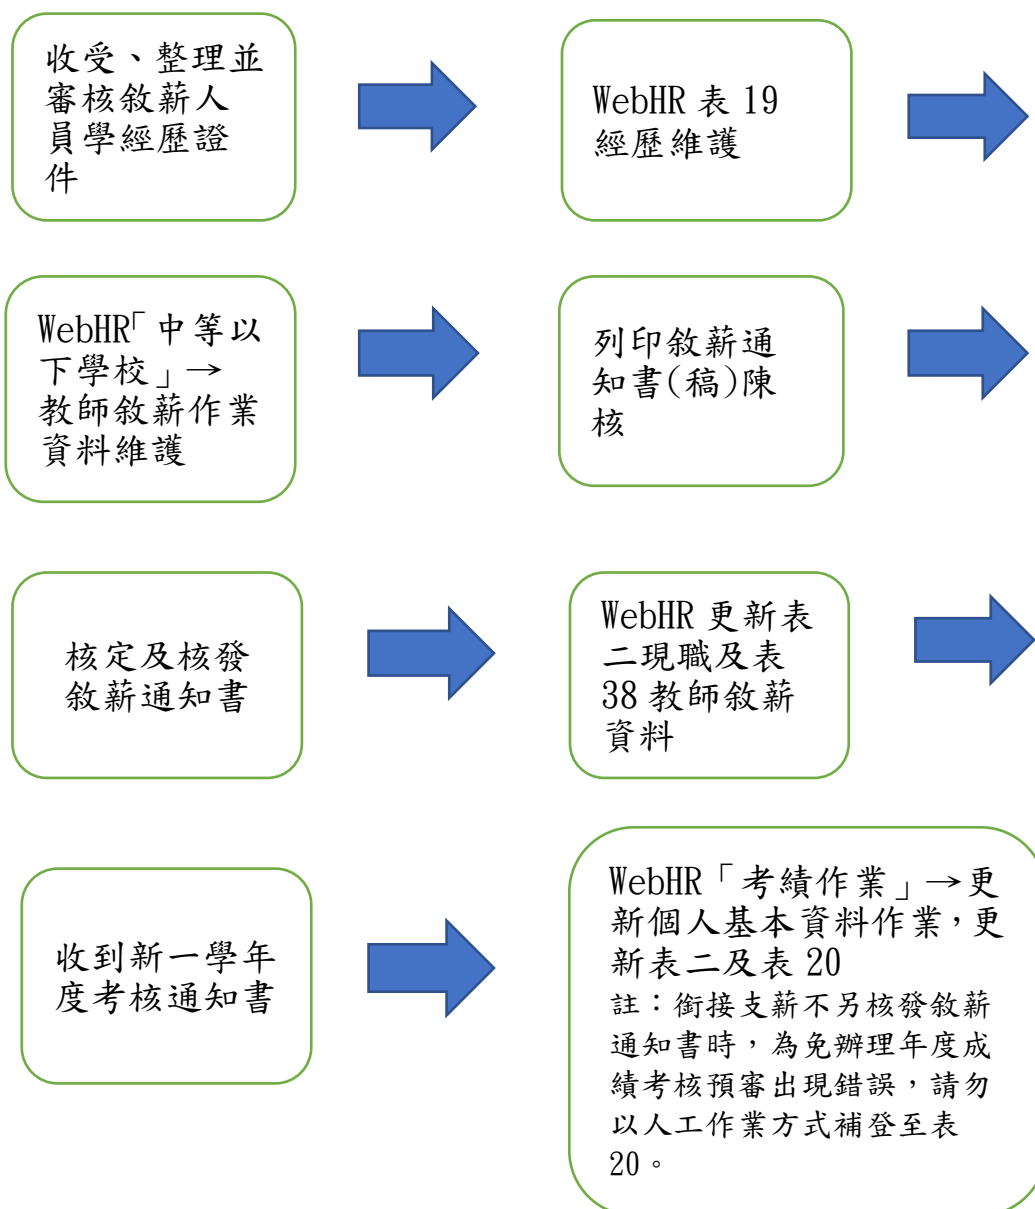 收受、整理並
審核敘薪人
員學經歷證
件
WebHR 表 19
經歷維護
WebHR「中等以
下學校」→
教師敘薪作業
資料維護
列印敘薪通
知書(稿)陳
核
核定及核發
敘薪通知書
WebHR 更新表
二現職及表
38 教師敘薪
資料
收到新一學年
度考核通知書
WebHR「考績作業」→更
新個人基本資料作業，更
新表二及表 20
註：銜接支薪不另核發敘薪
通知書時，為免辦理年度成
績考核預審出現錯誤，請勿
以人工作業方式補登至表
20。